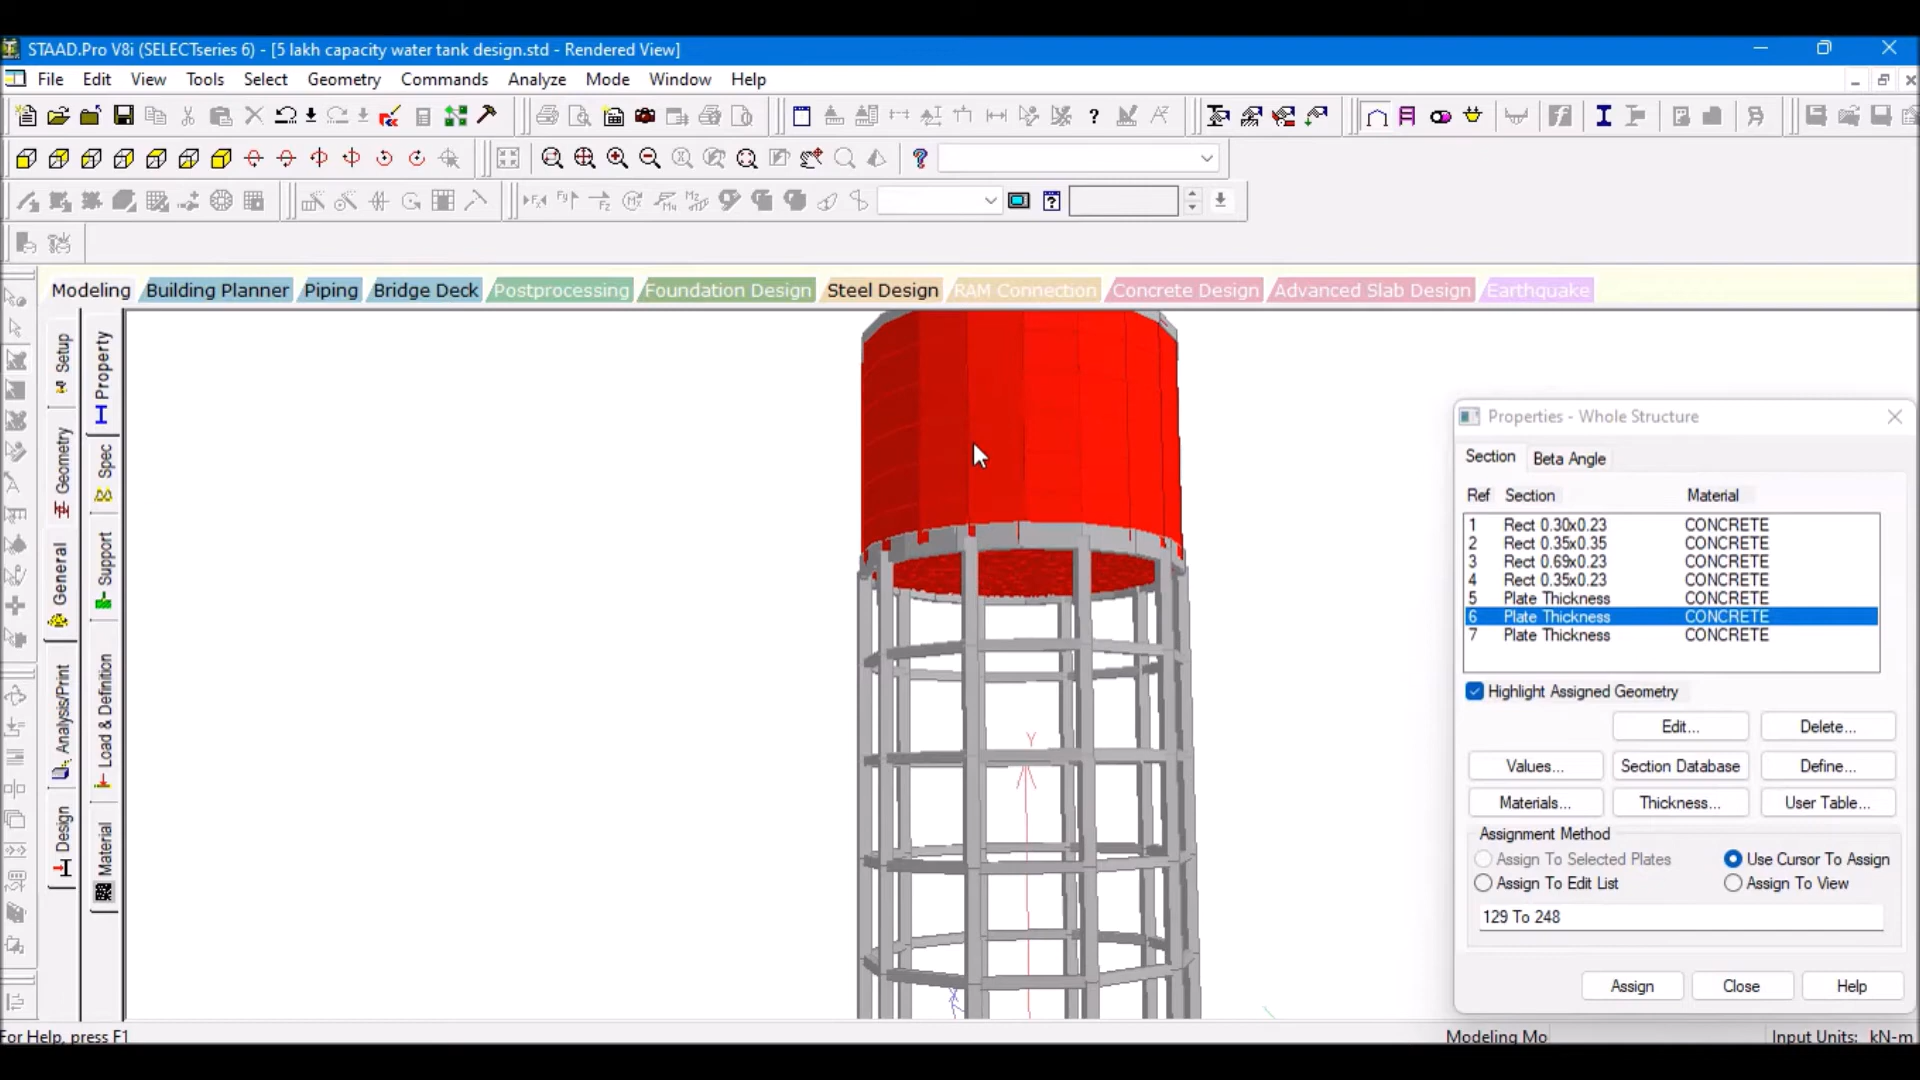 STAAD.Pro V8i (SELECTseries 6) - [5 lakh capacity water tank design.std - Rendered View]
File Edit View Tools Select Geometry Commands Analyze Mode Window Help
Modeling Building Planner Piping Bridge Deck Postprocessing Foundation Design Steel Design RAM Connection Concrete Design Advanced Slab Design Earthquake
Setup
Geometry
General
Analysis/Print
Design
Property
Spec
Support
Load & Definition
Material
Y
Properties - Whole Structure
Section Beta Angle
Ref Section Material
1 Rect 0.30x0.23 CONCRETE
2 Rect 0.35x0.35 CONCRETE
3 Rect 0.69x0.23 CONCRETE
4 Rect 0.35x0.23 CONCRETE
5 Plate Thickness CONCRETE
6 Plate Thickness CONCRETE
7 Plate Thickness CONCRETE
Highlight Assigned Geometry
Edit... Delete...
Values... Section Database Define...
Materials... Thickness... User Table...
Assignment Method
Assign To Selected Plates Use Cursor To Assign
Assign To Edit List Assign To View
129 To 248
Assign Close Help
For Help, press F1 Modeling Mo Input Units: kN-m